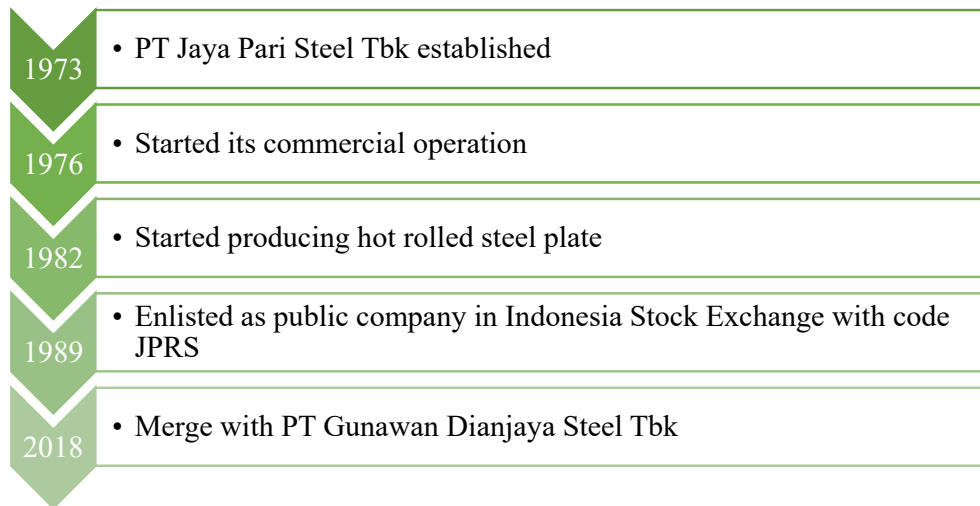 1973
• PT Jaya Pari Steel Tbk established
1976
• Started its commercial operation
1982
• Started producing hot rolled steel plate
1989
• Enlisted as public company in Indonesia Stock Exchange with code
JPRS
2018
• Merge with PT Gunawan Dianjaya Steel Tbk